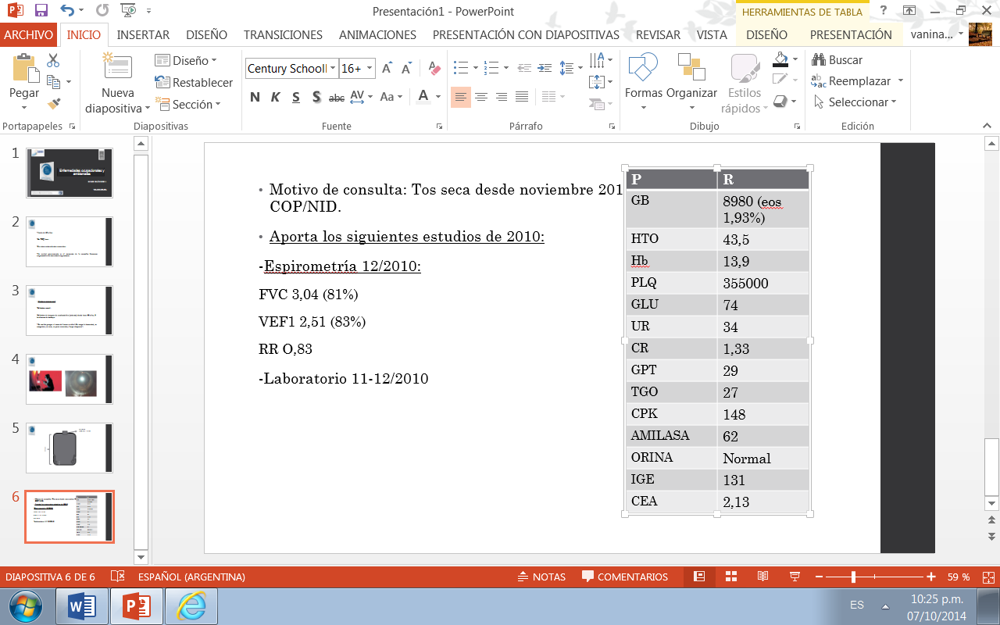 Presentación1 - PowerPoint
HERRAMIENTAS DE TABLA
?
ARCHIVO INICIO INSERTAR DISEÑO TRANSICIONES ANIMACIONES PRESENTACIÓN CON DIAPOSITIVAS REVISAR VISTA DISEÑO PRESENTACIÓN vanina...
Pegar
Nueva diapositiva
Diseño
Restablecer
Sección
Century Schooll 16+
N K S S abc AV Aa A
Formas Organizar Estilos rápidos
Buscar
Reemplazar
Seleccionar
Portapapeles Diapositivas Fuente Párrafo Dibujo Edición
1
Enfermedades ocupacionales y ambientales
2
3
4
5
6
• Motivo de consulta: Tos seca desde noviembre 201
COP/NID.
• Aporta los siguientes estudios de 2010:
-Espirometría 12/2010:
FVC 3,04 (81%)
VEF1 2,51 (83%)
RR O,83
-Laboratorio 11-12/2010
P R
GB 8980 (eos 1,93%)
HTO 43,5
Hb 13,9
PLQ 355000
GLU 74
UR 34
CR 1,33
GPT 29
TGO 27
CPK 148
AMILASA 62
ORINA Normal
IGE 131
CEA 2,13
DIAPOSITIVA 6 DE 6 ESPAÑOL (ARGENTINA) NOTAS COMENTARIOS 59 %
ES
10:25 p.m.
07/10/2014